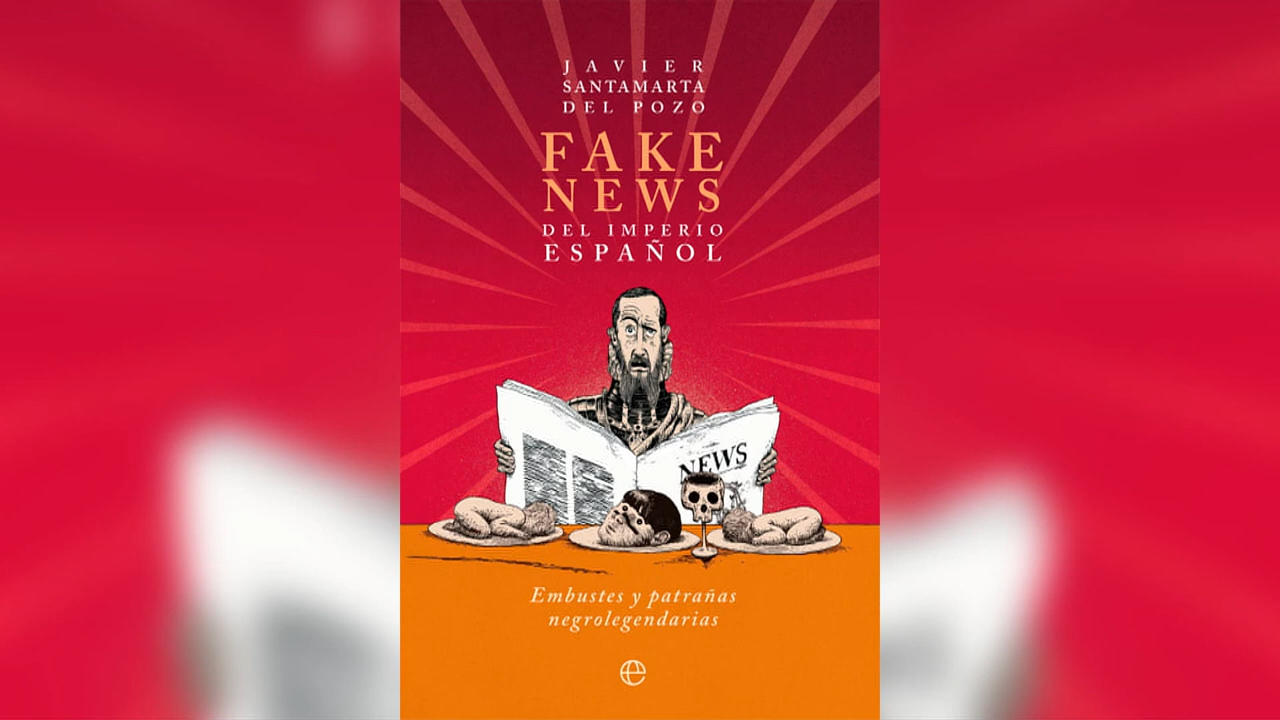 JAVIER
SANTAMARTA
DEL POZO
FAKE
NEWS
DEL IMPERIO
ESPAÑOL
NEWS
Embustes y patrañas
negrolegendarias